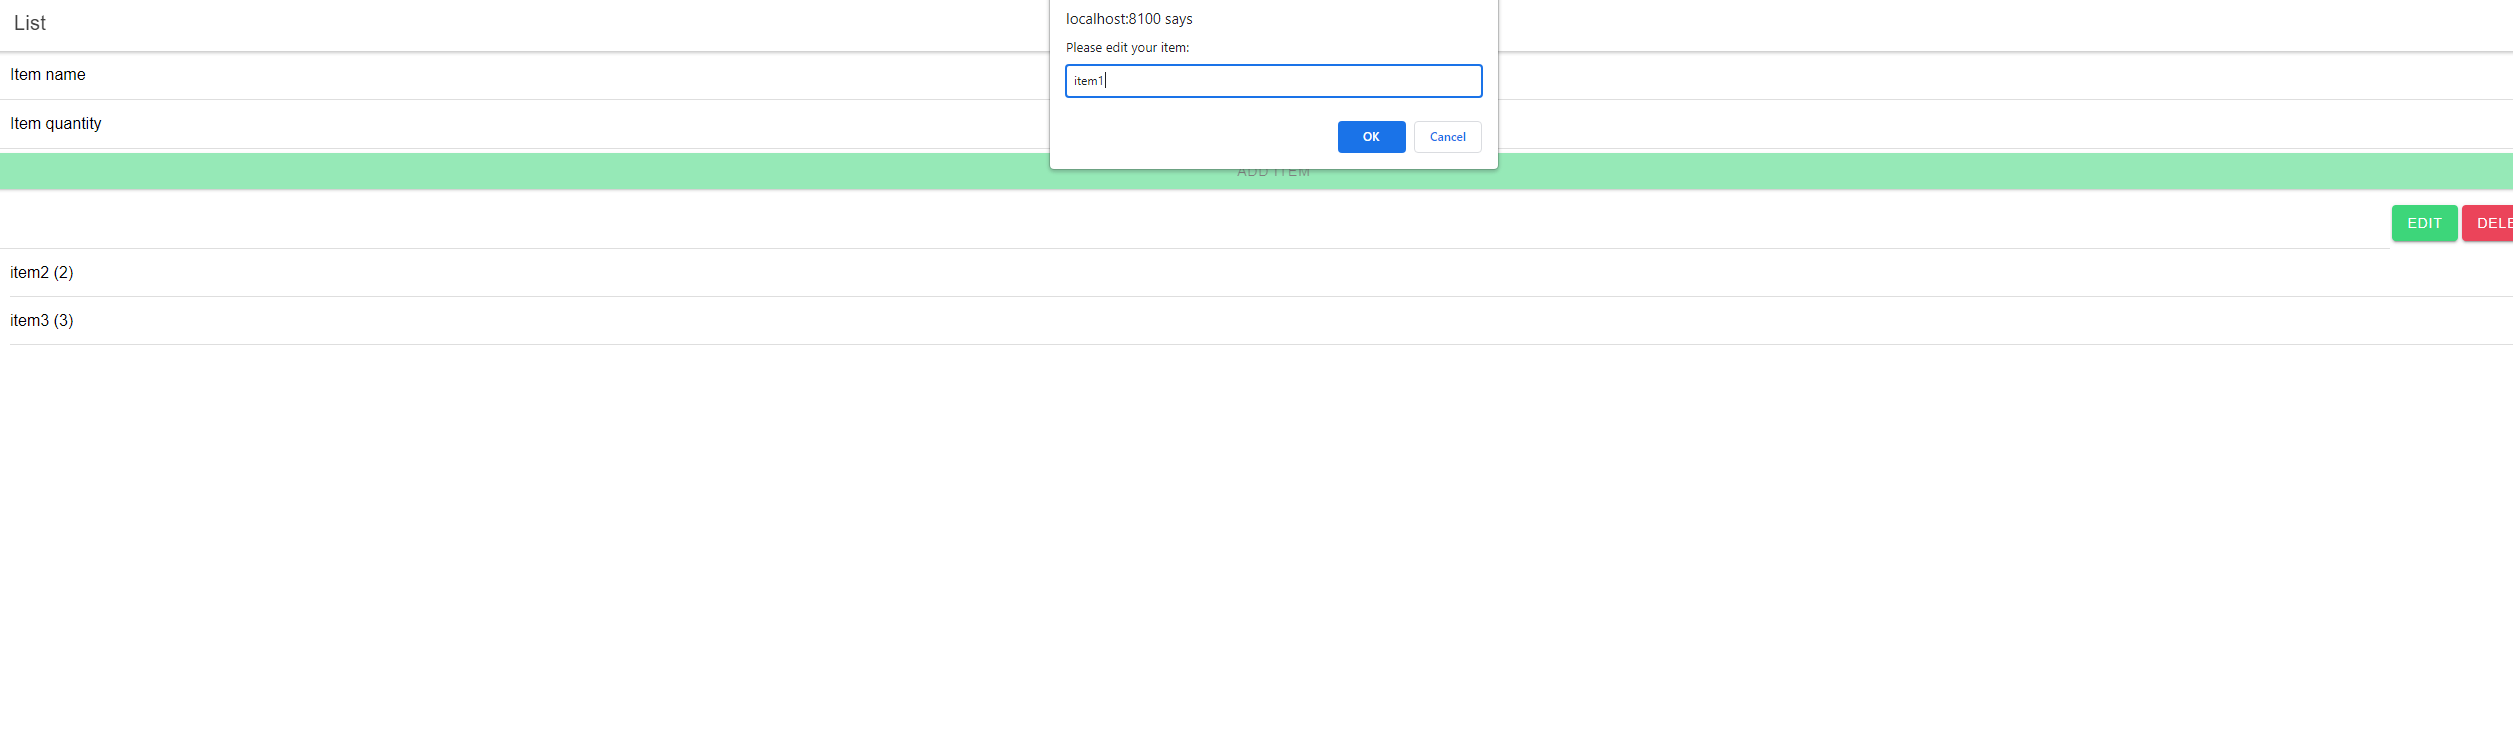 List
localhost:8100 says
Please edit your item:
item1
OK Cancel
Item name
Item quantity
ADD ITEM
EDIT DELE
item2 (2)
item3 (3)